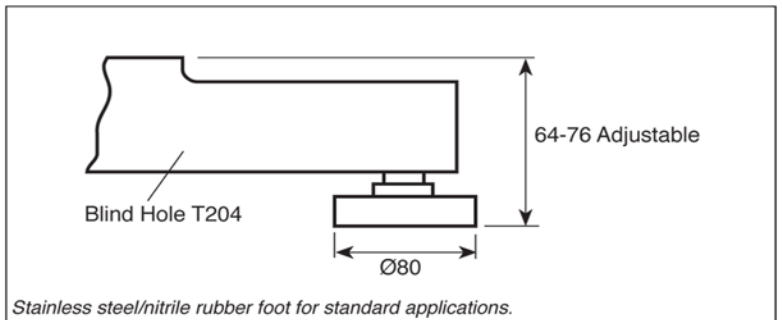 64-76 Adjustable
Blind Hole T204
Ø80
Stainless steel/nitrile rubber foot for standard applications.